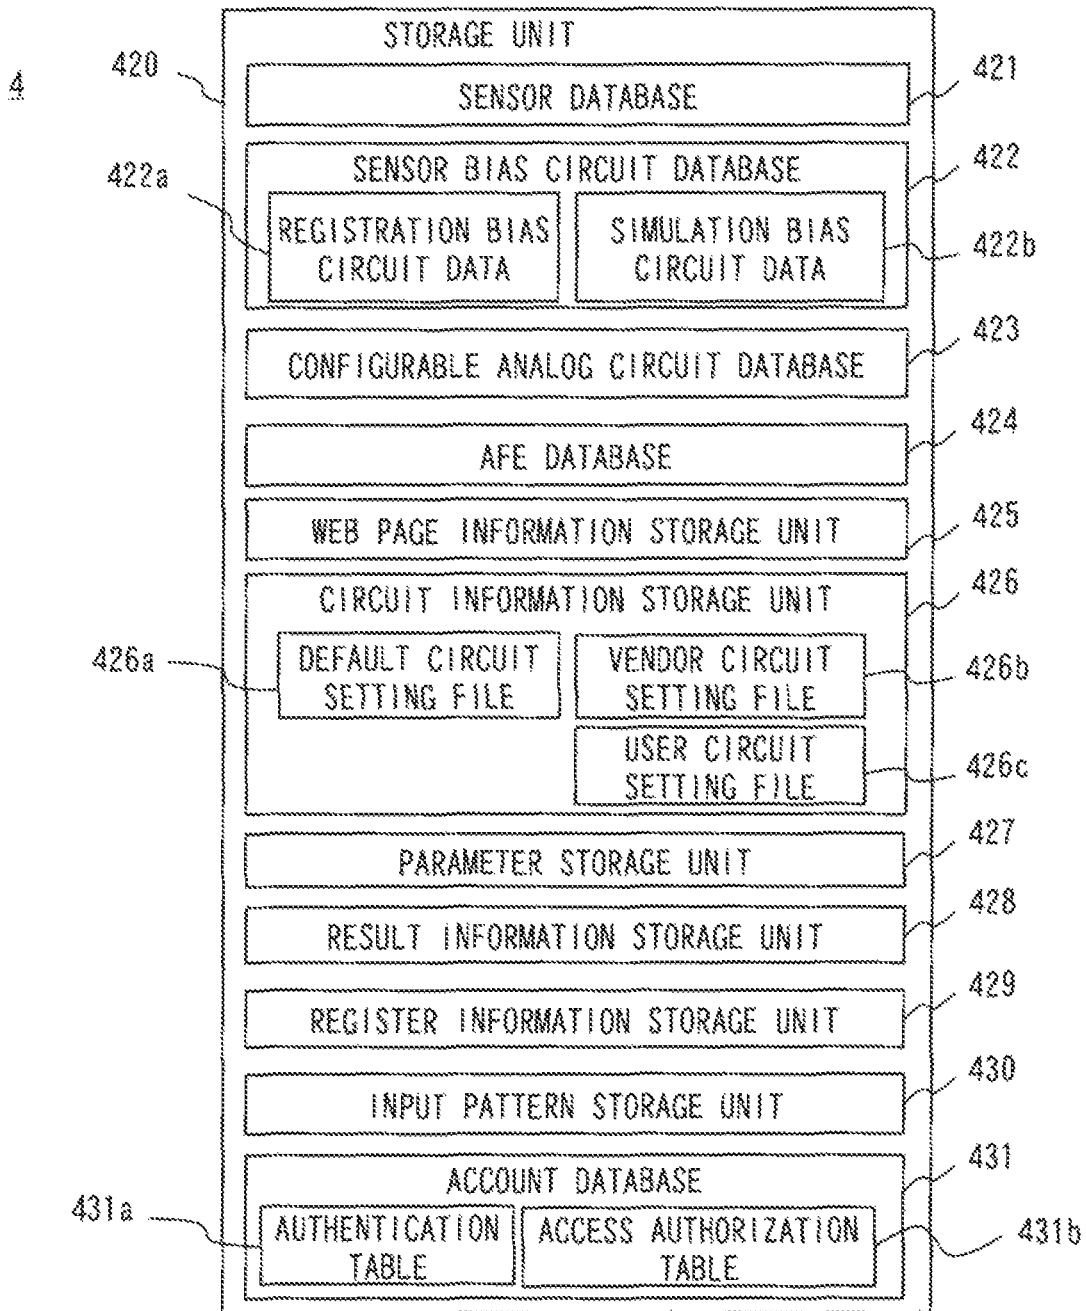 STORAGE UNIT
420
4
SENSOR DATABASE
421
SENSOR BIAS CIRCUIT DATABASE
422
422a
REGISTRATION BIAS
CIRCUIT DATA
SIMULATION BIAS
CIRCUIT DATA
422b
CONFIGURABLE ANALOG CIRCUIT DATABASE
423
AFE DATABASE
424
WEB PAGE INFORMATION STORAGE UNIT
425
CIRCUIT INFORMATION STORAGE UNIT
426
426a
DEFAULT CIRCUIT
SETTING FILE
VENDOR CIRCUIT
SETTING FILE
426b
USER CIRCUIT
SETTING FILE
426c
PARAMETER STORAGE UNIT
427
RESULT INFORMATION STORAGE UNIT
428
REGISTER INFORMATION STORAGE UNIT
429
INPUT PATTERN STORAGE UNIT
430
ACCOUNT DATABASE
431
431a
AUTHENTICATION
TABLE
ACCESS AUTHORIZATION
TABLE
431b